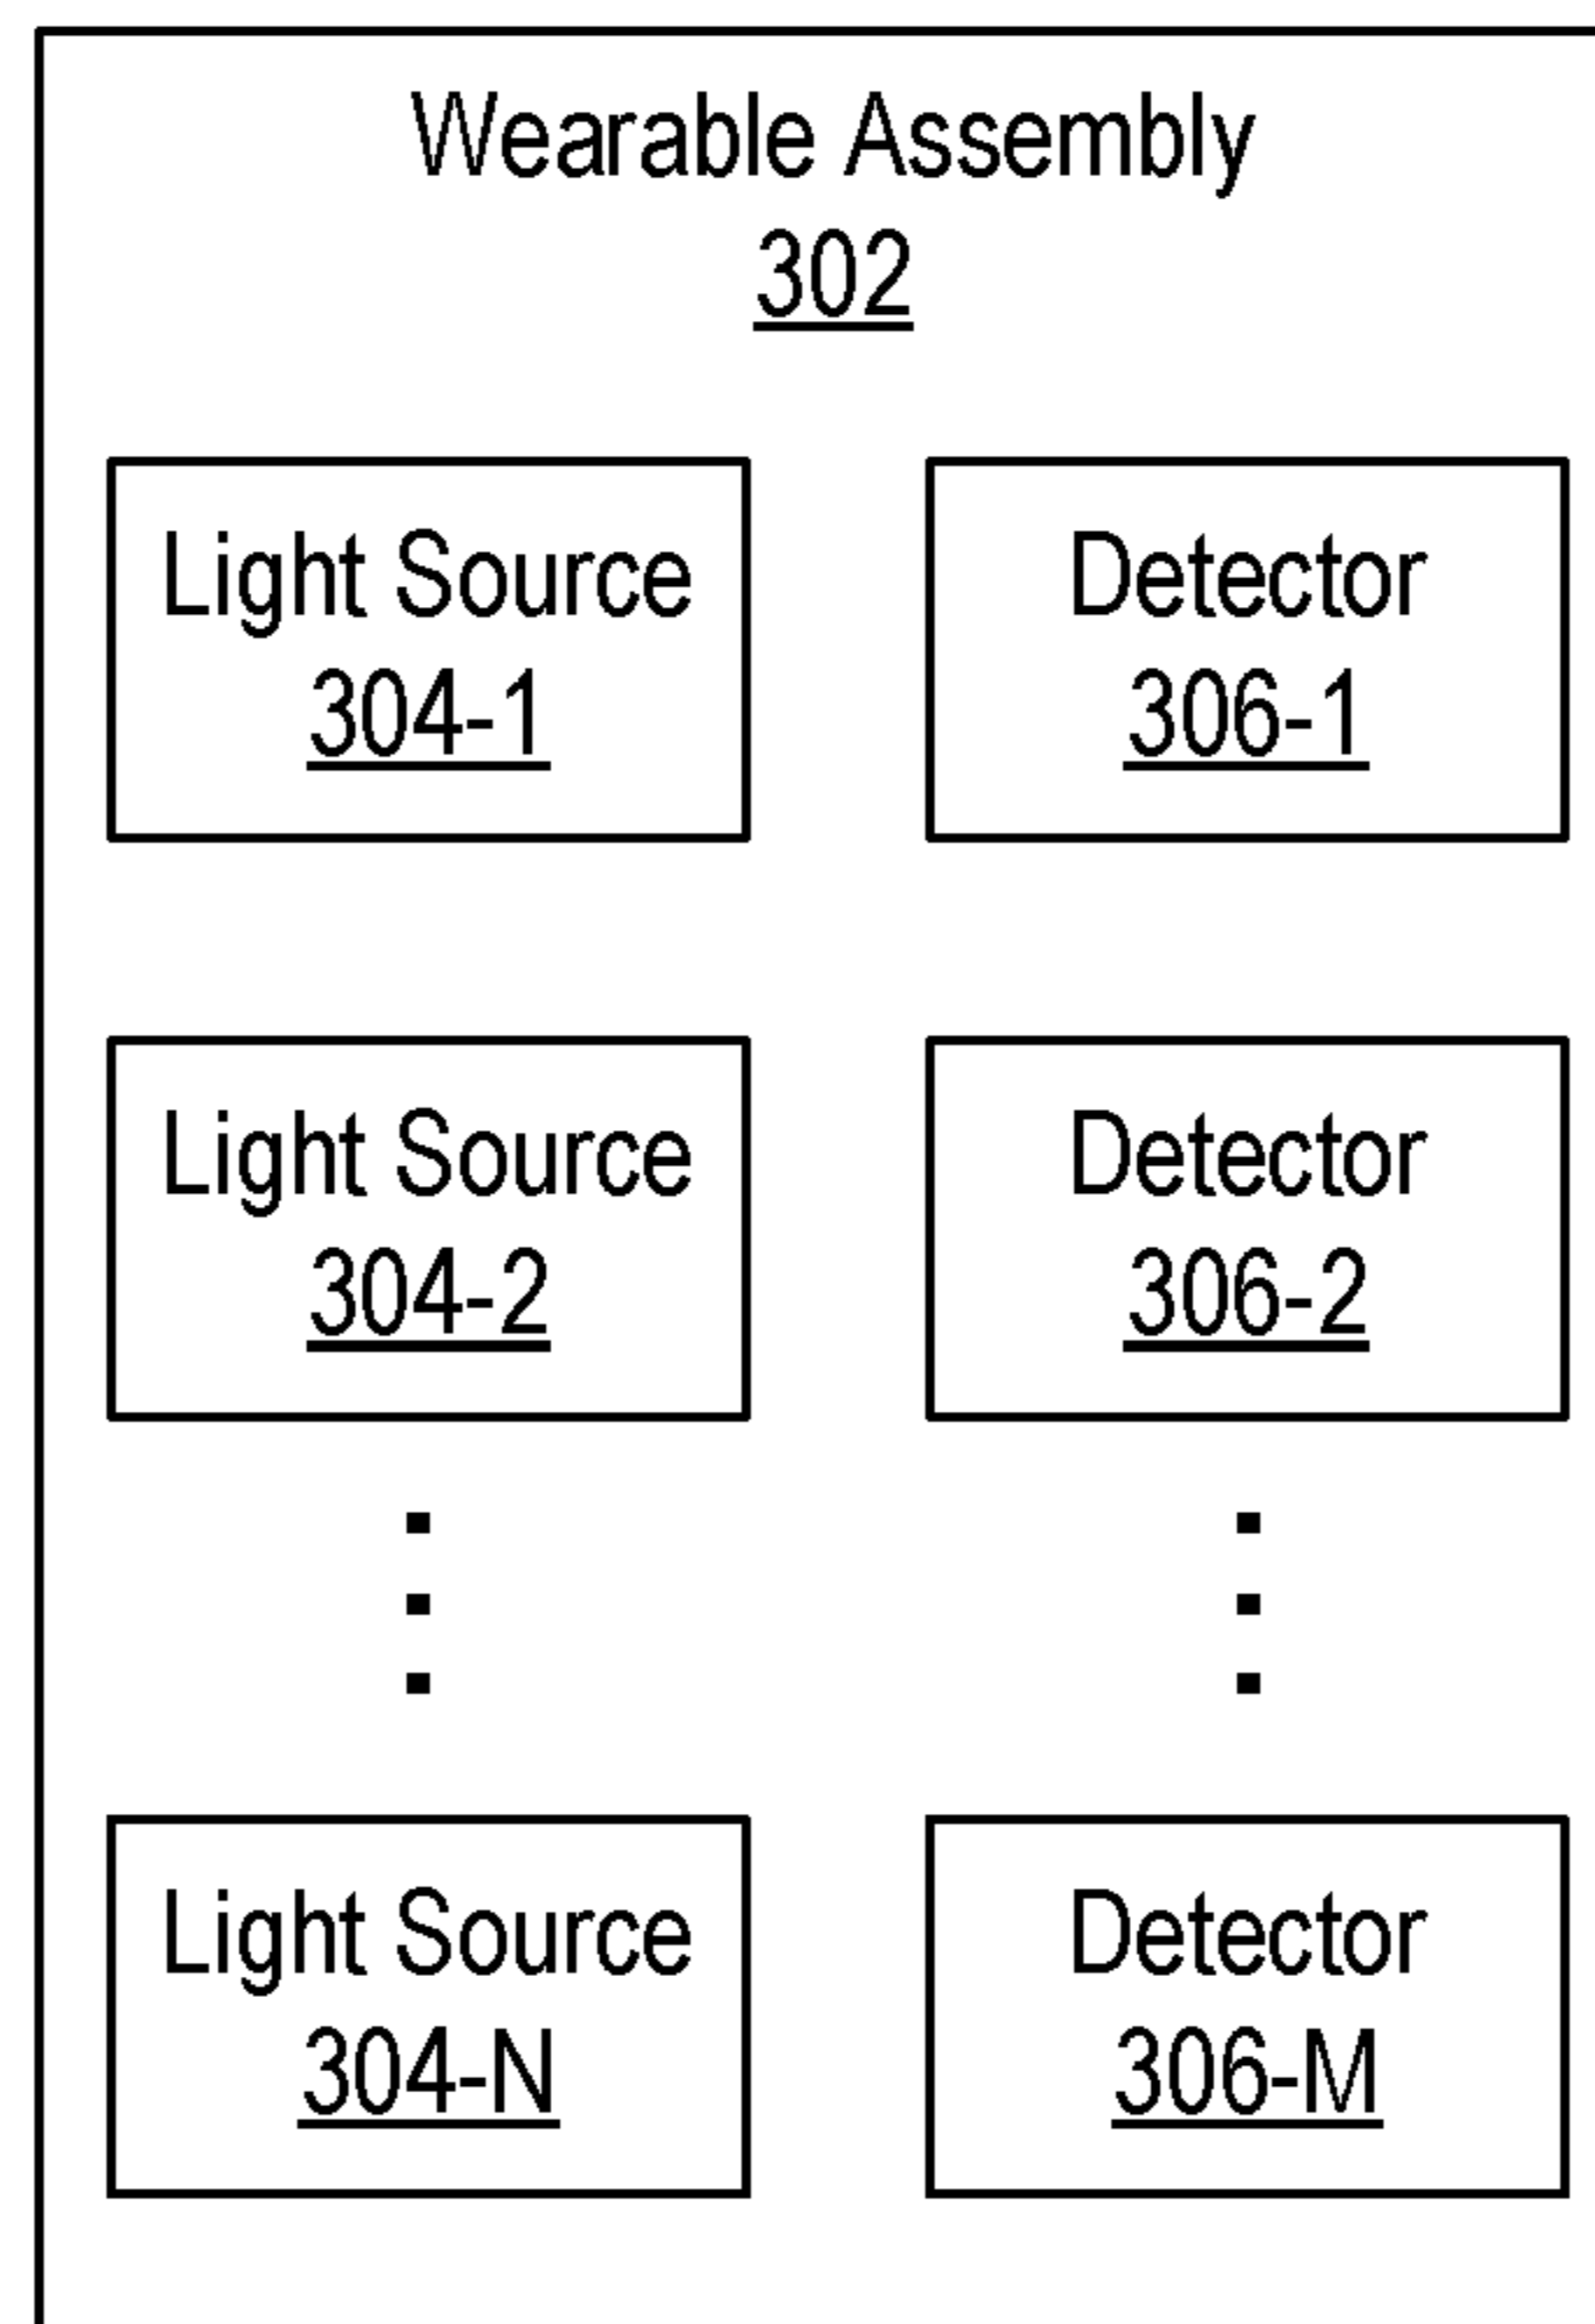 Wearable Assembly
302
Light Source
304-1
Detector
306-1
Light Source
304-2
Detector
306-2
Light Source
304-N
Detector
306-M